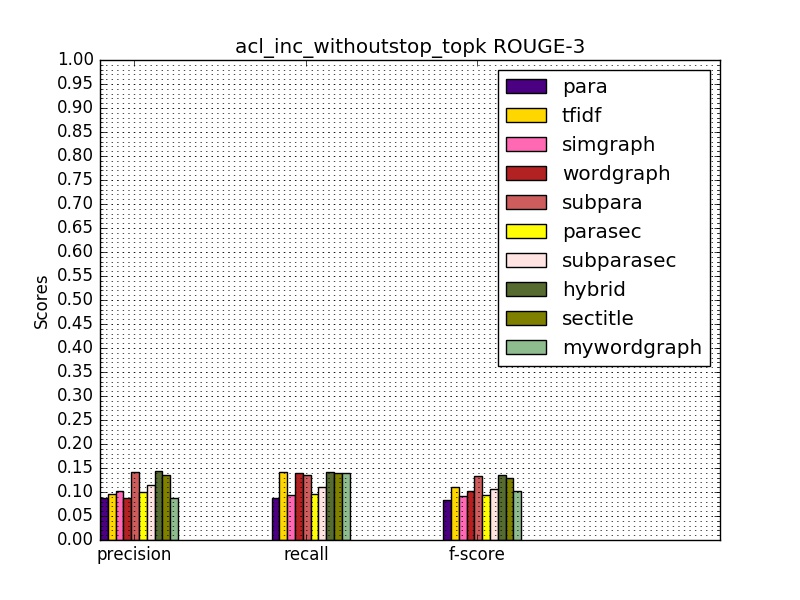 acl_inc_withoutstop_topk ROUGE-3
1.00
0.95
0.90
0.85
0.80
0.75
0.70
0.65
0.60
0.55
0.50
0.45
0.40
0.35
0.30
0.25
0.20
0.15
0.10
0.05
0.00
Scores
para
tfidf
simgraph
wordgraph
subpara
parasec
subparasec
hybrid
sectitle
mywordgraph
precision recall f-score